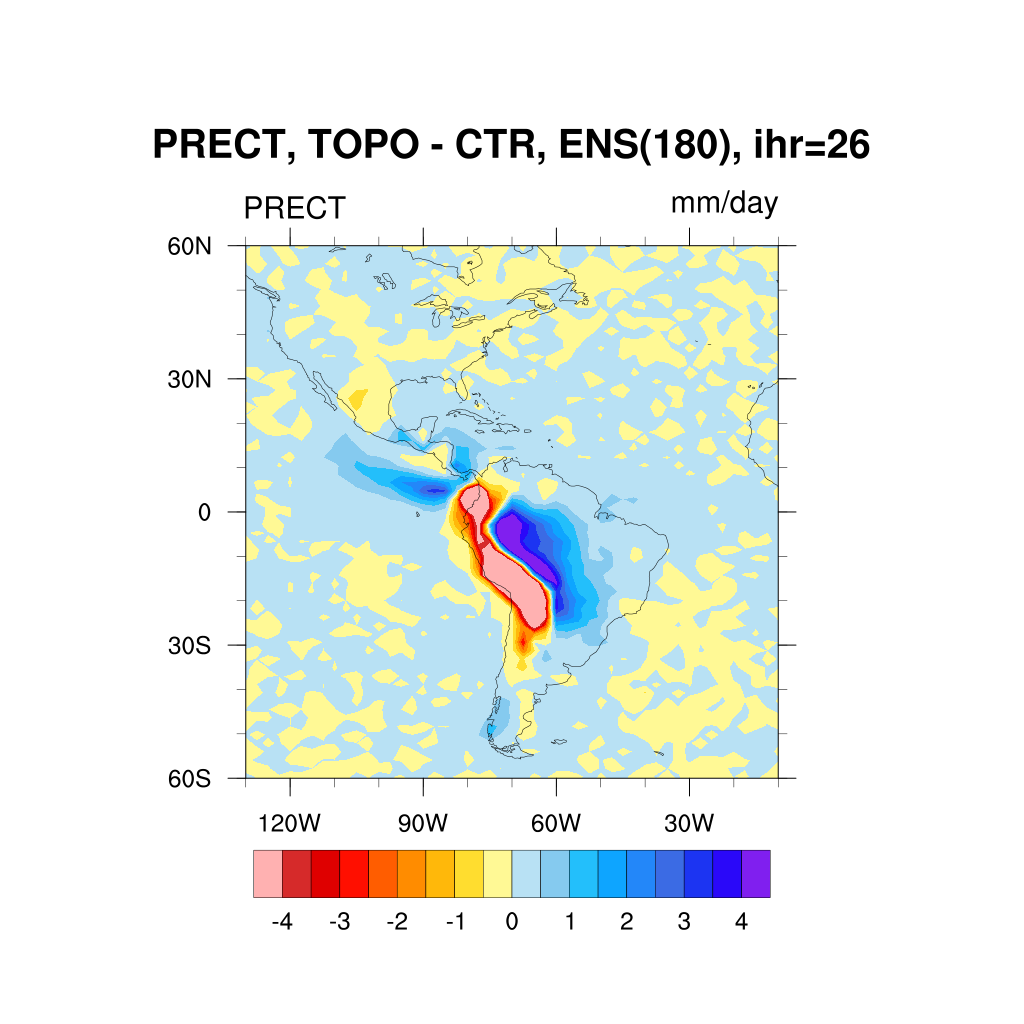 PRECT, TOPO - CTR, ENS(180), ihr=26
PRECT mm/day
60N
30N
0
30S
60S
120W 90W 60W 30W
-4 -3 -2 -1 0 1 2 3 4